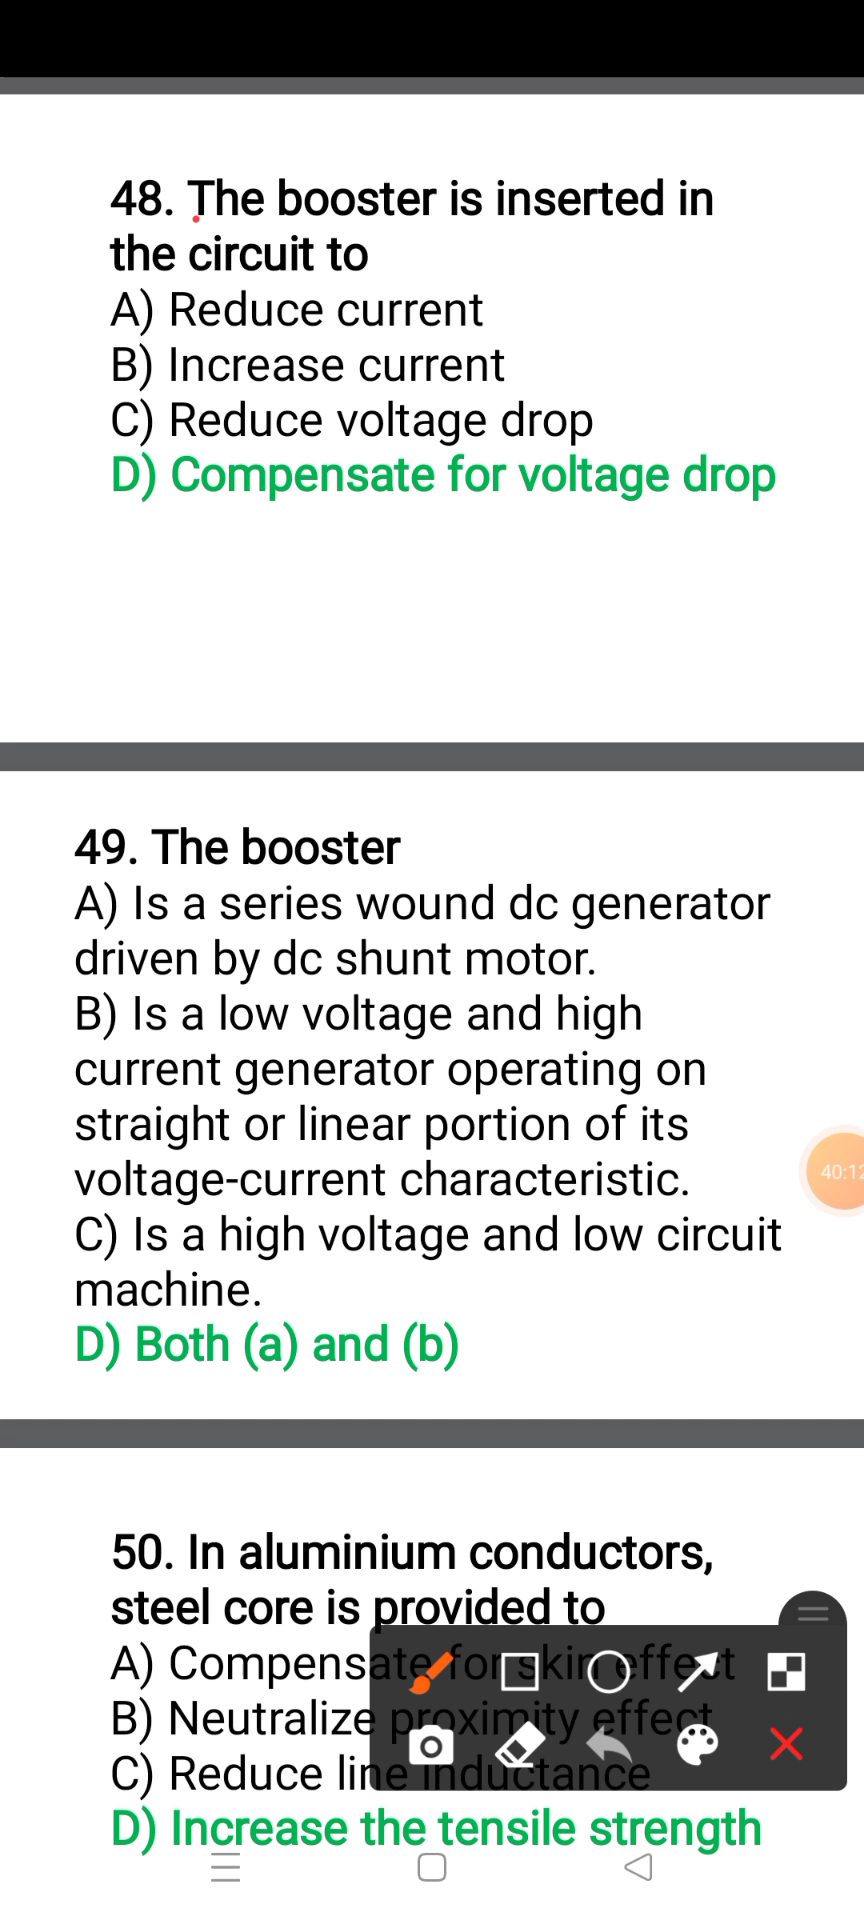 48. The booster is inserted in
the circuit to
A) Reduce current
B) Increase current
C) Reduce voltage drop
D) Compensate for voltage drop
49. The booster
A) Is a series wound dc generator
driven by dc shunt motor.
B) Is a low voltage and high
current generator operating on
straight or linear portion of its
voltage-current characteristic.
40:12
C) Is a high voltage and low circuit
machine.
D) Both (a) and (b)
50. In aluminium conductors,
steel core is provided to
A) Compensate for skin effect
B) Neutralize proximity effect
C) Reduce line inductance
D) Increase the tensile strength